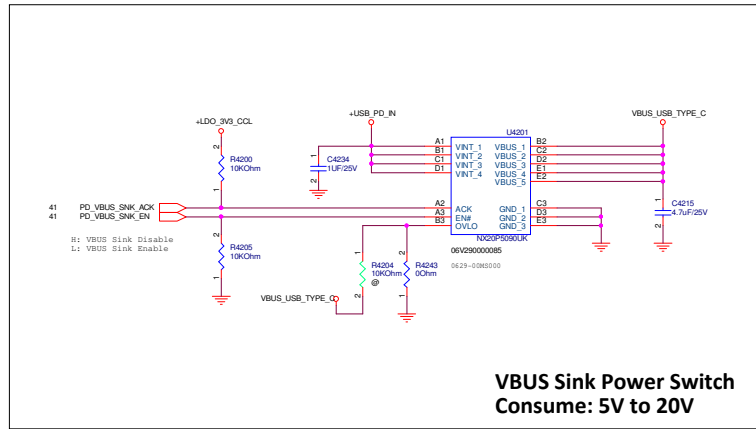 +LDO_3V3_CCL
+USB_PD_IN
VBUS_USB_TYPE_C
U4201
2
R4200
10KOhm
1
1
C4234
1UF/25V
2
A1 VINT_1 VBUS_1 B2
B1 VINT_2 VBUS_2 C2
C1 VINT_3 VBUS_3 D2
D1 VINT_4 VBUS_4 E1
VBUS_5 E2
41 PD_VBUS_SNK_ACK
41 PD_VBUS_SNK_EN
A2 ACK GND_1 C3
A3 EN# GND_2 D3
B3 OVLO GND_3 E3
NX20P5090UK
1
C4215
4.7uF/25V
2
H: VBUS Sink Disable
L: VBUS Sink Enable
2
R4205
10KOhm
1
06V290000085
0629-00MS000
1
R4204
10KOhm
@
2
2
R4243
0Ohm
1
VBUS_USB_TYPE_C
VBUS Sink Power Switch
Consume: 5V to 20V